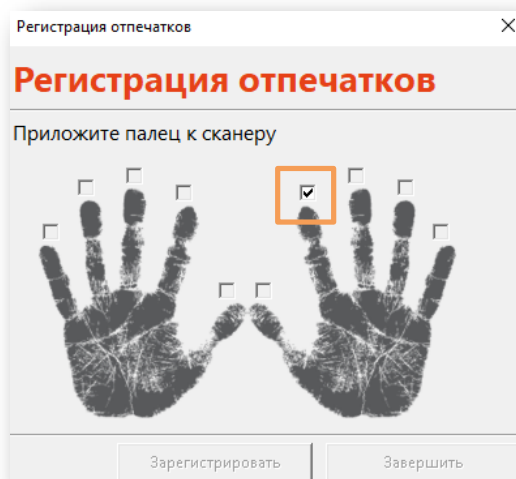 Регистрация отпечатков
Регистрация отпечатков
Приложите палец к сканеру
Зарегистрировать
Завершить